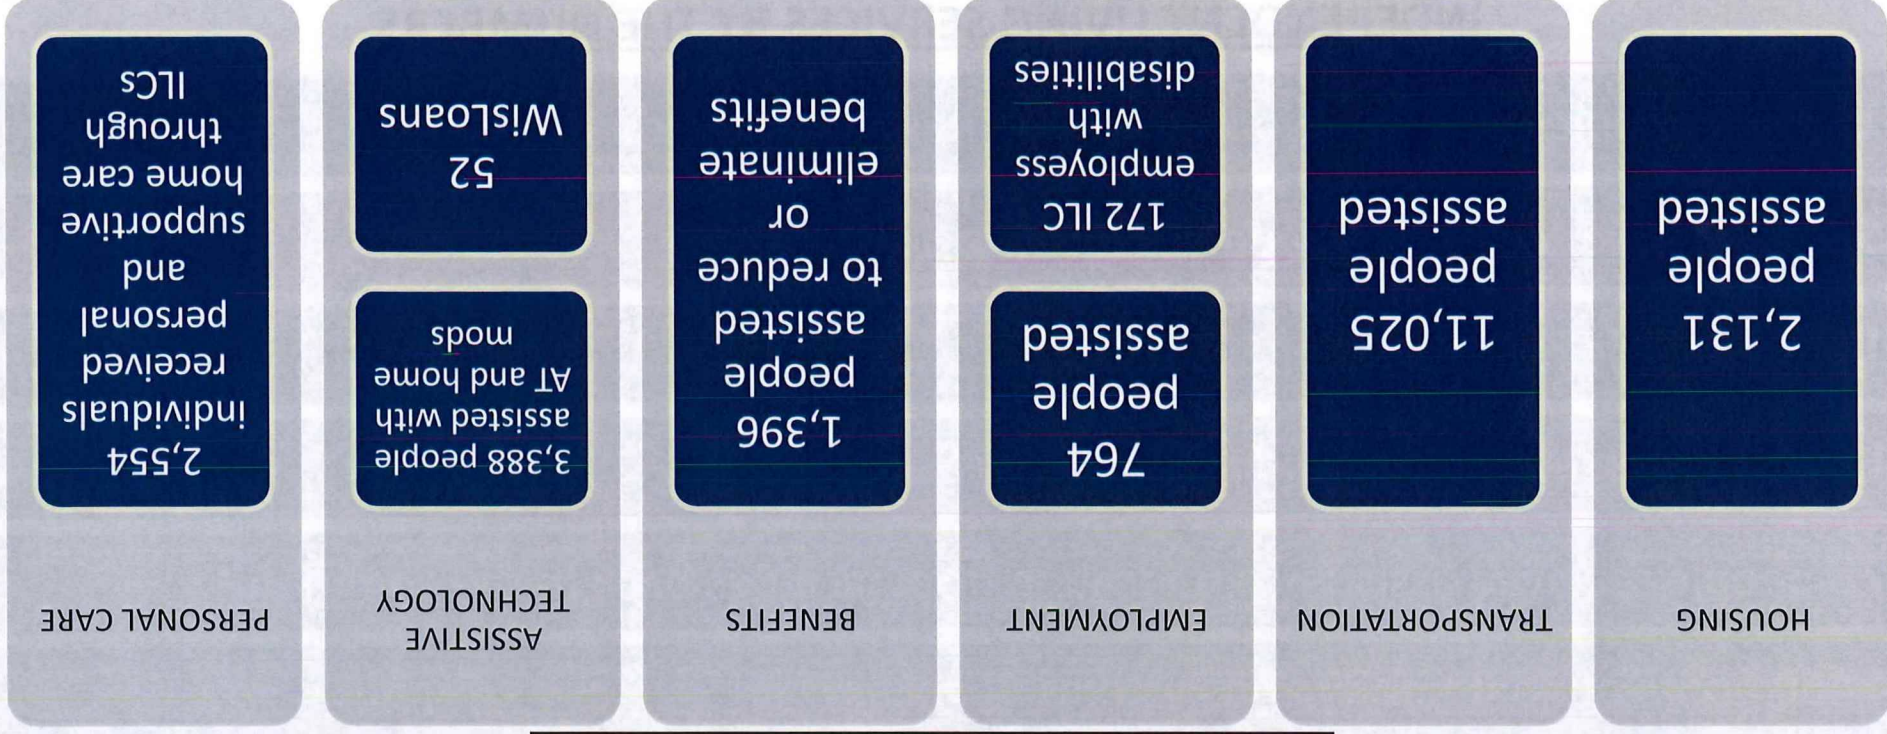 HOUSING
2,131
people
assisted
TRANSPORTATION
11,025
people
assisted
EMPLOYMENT
764
people
assisted
172 ILC
employess
with
disabilities
BENEFITS
1,396
people
assisted
to reduce
or
eliminate
benefits
ASSISTIVE
TECHNOLOGY
3,388 people
assisted with
AT and home
mods
52
WisLoans
PERSONAL CARE
2,554
individuals
received
personal
and
supportive
home care
through
ILCs